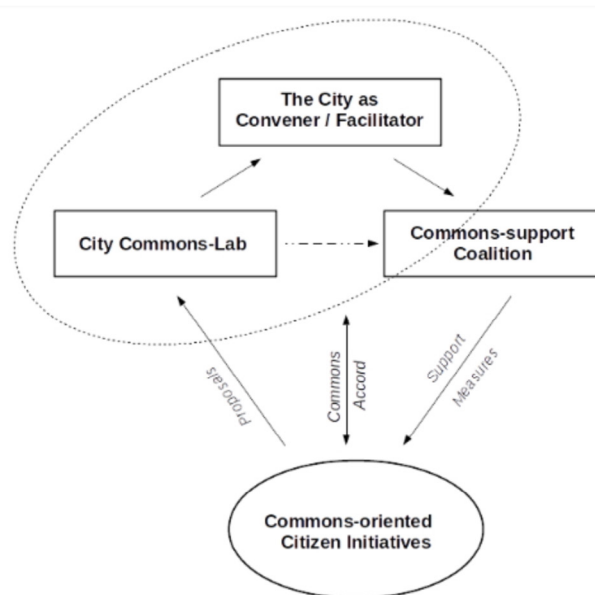 The City as
Convener / Facilitator
City Commons-Lab
Commons-support
Coalition
Proposals
Commons
Accord
Support
Measures
Commons-oriented
Citizen Initiatives